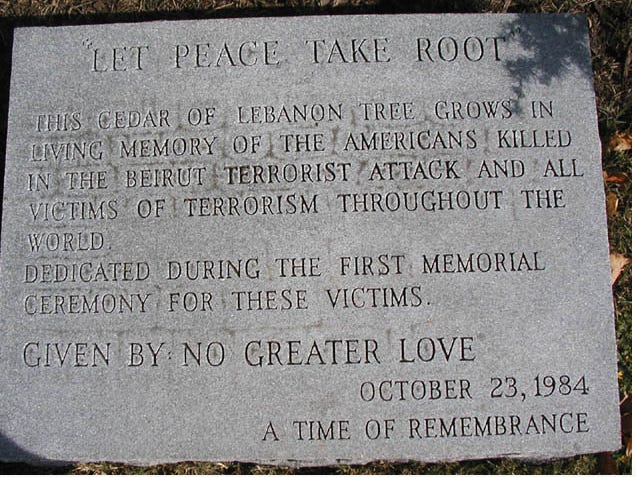 "LET PEACE TAKE ROOT"
THIS CEDAR OF LEBANON TREE GROWS IN
LIVING MEMORY OF THE AMERICANS KILLED
IN THE BEIRUT TERRORIST ATTACK AND ALL
VICTIMS OF TERRORISM THROUGHOUT THE
WORLD.
DEDICATED DURING THE FIRST MEMORIAL
CEREMONY FOR THESE VICTIMS.
GIVEN BY: NO GREATER LOVE
OCTOBER 23, 1984
A TIME OF REMEMBRANCE